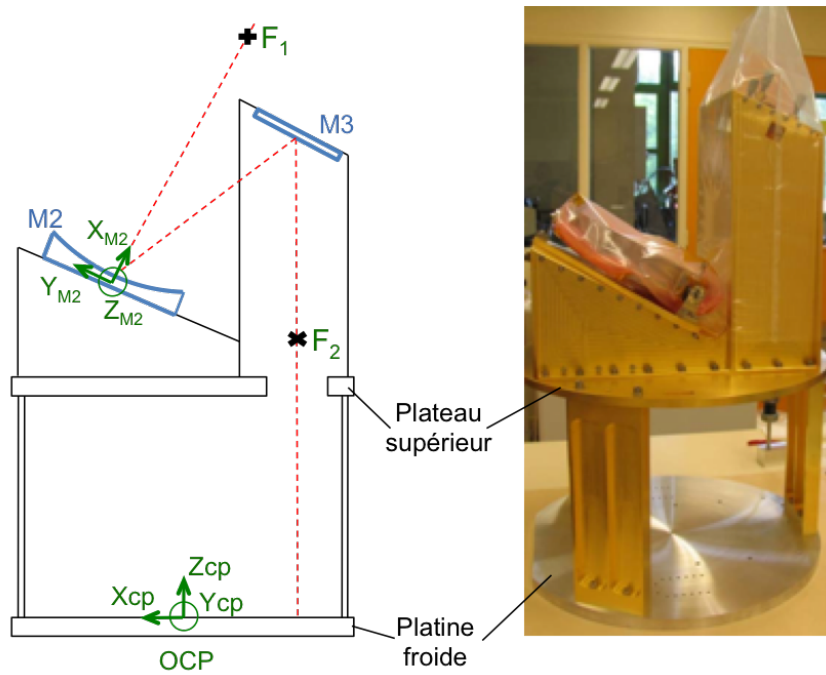 F1
M3
M2
XM2
YM2
ZM2
F2
Plateau
supérieur
Zcp
Xcp
Ycp
OCP
Platine
froide